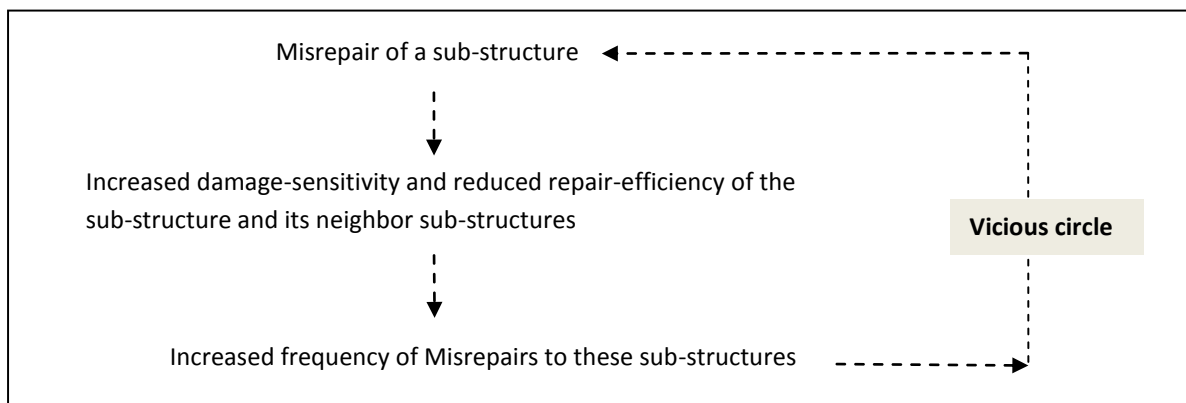 Misrepair of a sub-structure
Increased damage-sensitivity and reduced repair-efficiency of the
sub-structure and its neighbor sub-structures
Vicious circle
Increased frequency of Misrepairs to these sub-structures